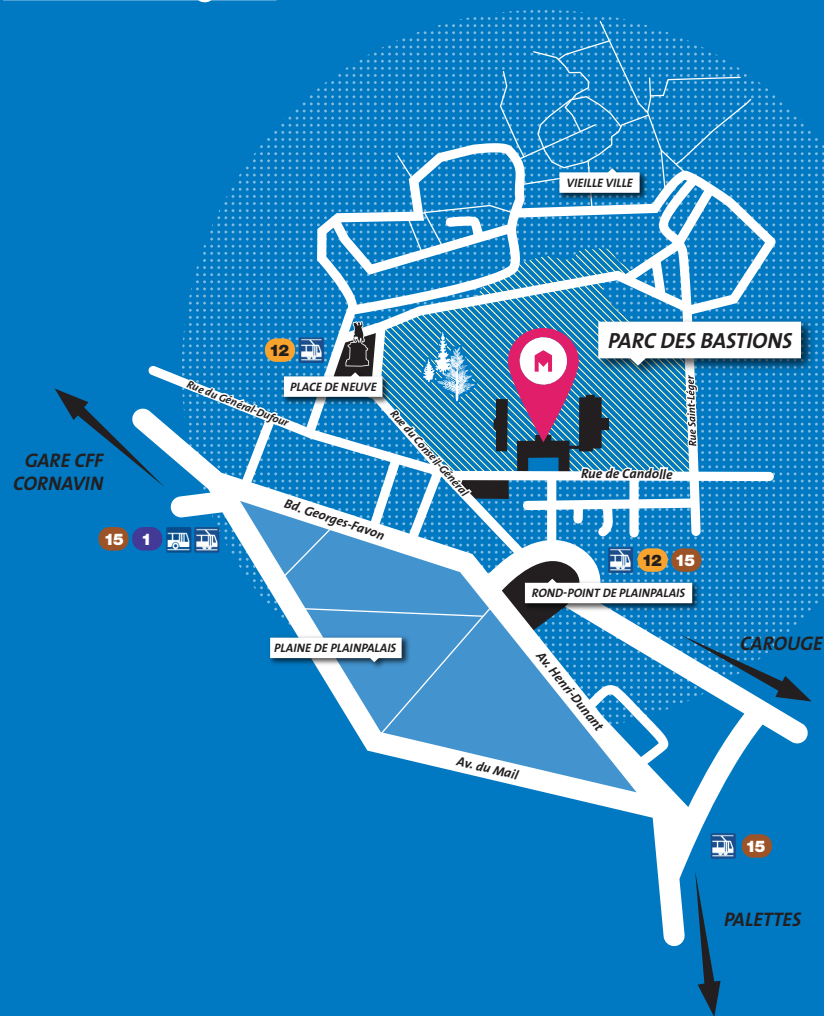 VIEILLE VILLE
PARC DES BASTIONS
12
PLACE DE NEUVE
Rue du Général-Dufour
Rue du Conseil-Général
Rue Saint-Léger
GARE CFF
CORNAVIN
Rue de Candolle
Bd. Georges-Favon
15 1
12 15
ROND-POINT DE PLAINPALAIS
PLAINE DE PLAINPALAIS
CAROUGE
Av. Henri-Dunant
Av. du Mail
15
PALETTES